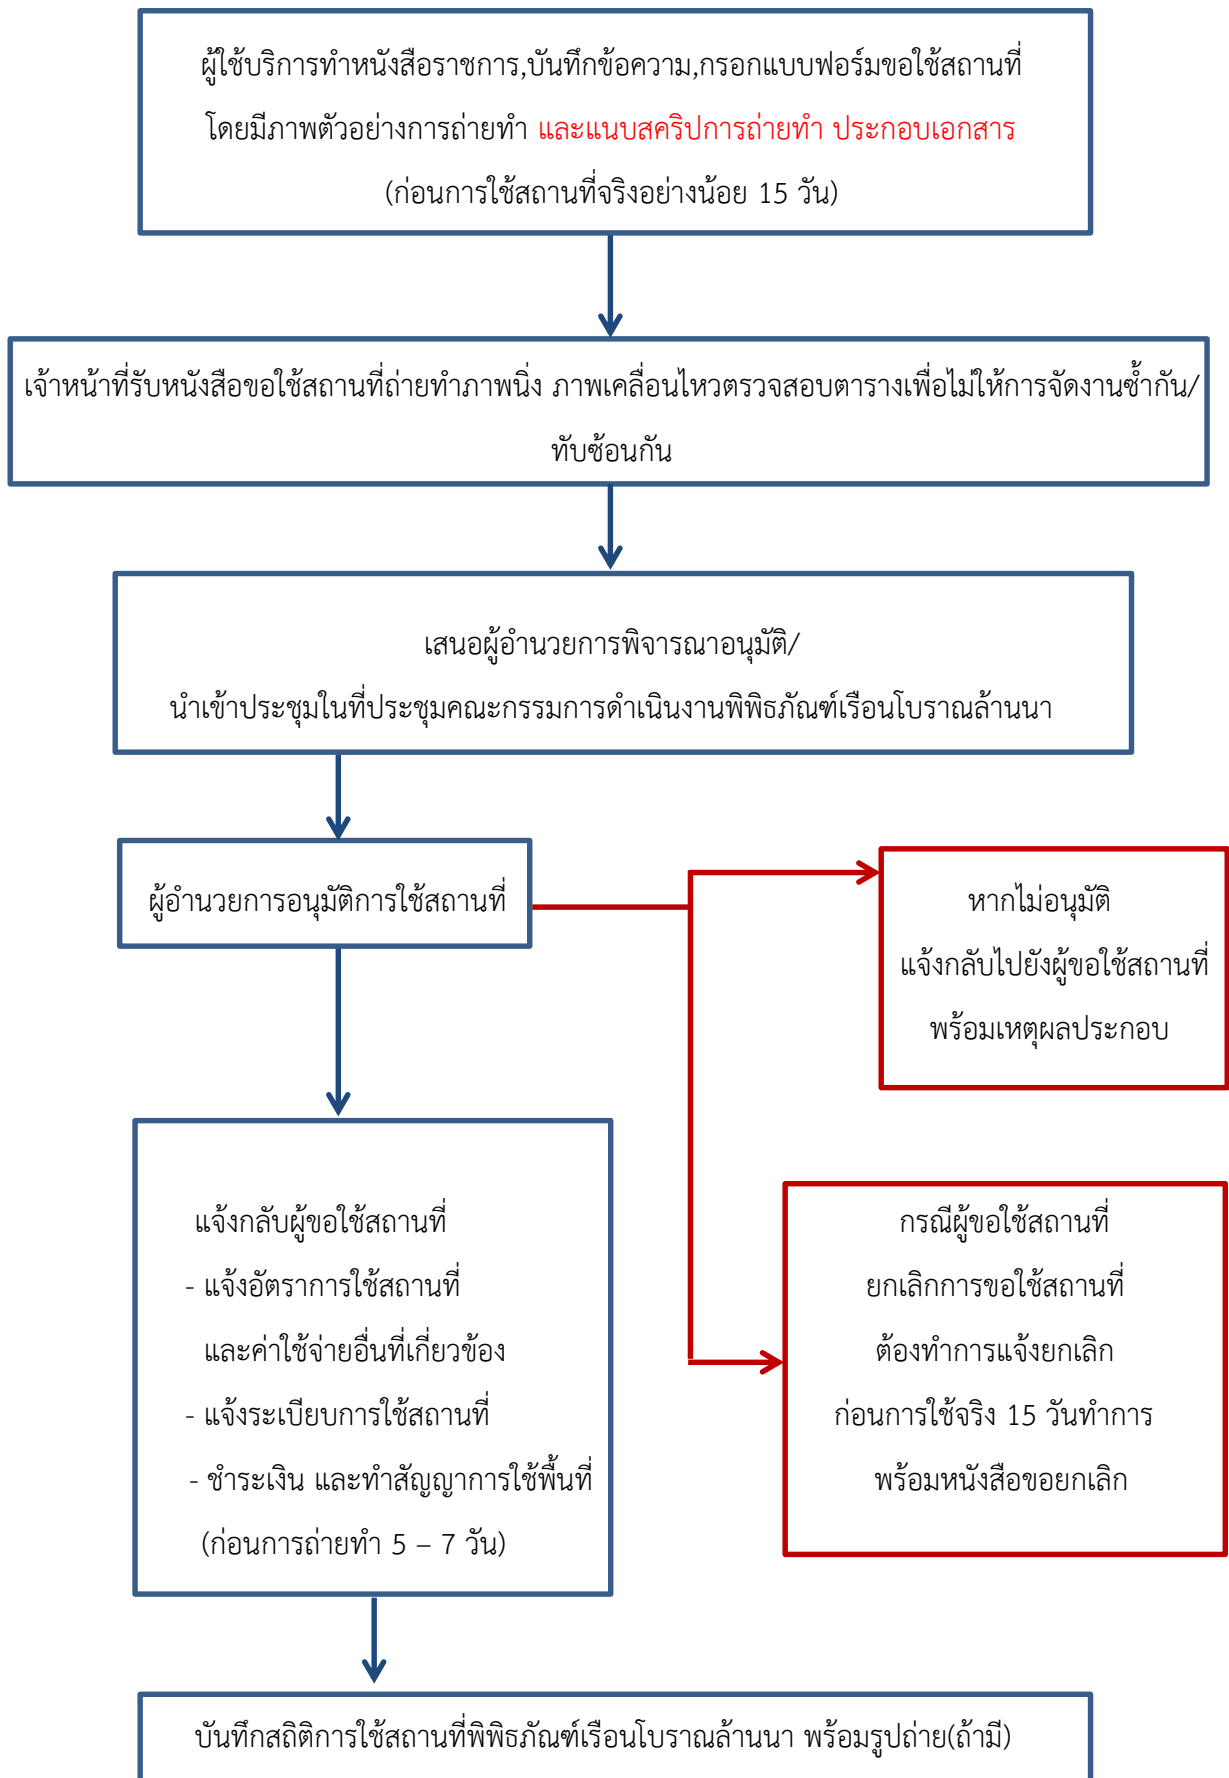 ผู้ใช้บริการทำหนังสือราชการ,บันทึกข้อความ,กรอกแบบฟอร์มขอใช้สถานที่
โดยมีภาพตัวอย่างการถ่ายทำ และแนบสคริปการถ่ายทำ ประกอบเอกสาร
(ก่อนการใช้สถานที่จริงอย่างน้อย 15 วัน)
เจ้าหน้าที่รับหนังสือขอใช้สถานที่ถ่ายทำภาพนิ่ง ภาพเคลื่อนไหวตรวจสอบตารางเพื่อไม่ให้การจัดงานซ้ำกัน/
ทับซ้อนกัน
เสนอผู้อำนวยการพิจารณาอนุมัติ/
นำเข้าประชุมในที่ประชุมคณะกรรมการดำเนินงานพิพิธภัณฑ์เรือนโบราณล้านนา
ผู้อำนวยการอนุมัติการใช้สถานที่
หากไม่อนุมัติ
แจ้งกลับไปยังผู้ขอใช้สถานที่
พร้อมเหตุผลประกอบ
แจ้งกลับผู้ขอใช้สถานที่
- แจ้งอัตราการใช้สถานที่
และค่าใช้จ่ายอื่นที่เกี่ยวข้อง
- แจ้งระเบียบการใช้สถานที่
- ชำระเงิน และทำสัญญาการใช้พื้นที่
(ก่อนการถ่ายทำ 5 – 7 วัน)
กรณีผู้ขอใช้สถานที่
ยกเลิกการขอใช้สถานที่
ต้องทำการแจ้งยกเลิก
ก่อนการใช้จริง 15 วันทำการ
พร้อมหนังสือขอยกเลิก
บันทึกสถิติการใช้สถานที่พิพิธภัณฑ์เรือนโบราณล้านนา พร้อมรูปถ่าย(ถ้ามี)